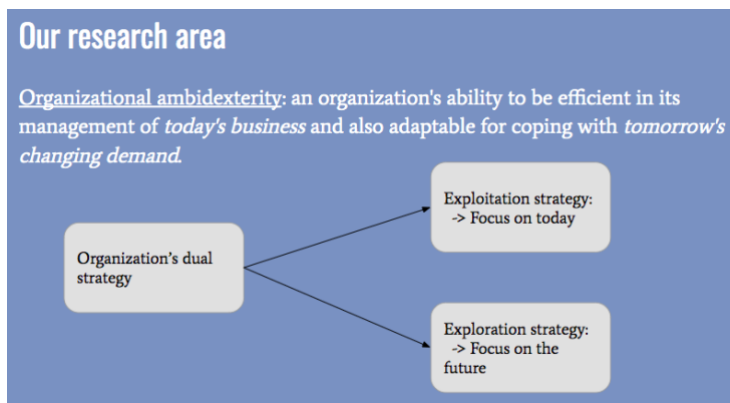 Our research area
Organizational ambidexterity: an organization's ability to be efficient in its
management of today's business and also adaptable for coping with tomorrow's
changing demand.
Exploitation strategy:
-> Focus on today
Organization's dual
strategy
Exploration strategy:
-> Focus on the
future